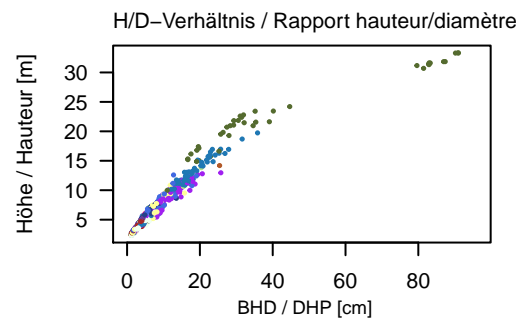 H/D−Verhältnis / Rapport hauteur/diamètre
Höhe / Hauteur [m]
30
25
20
15
10
5
0 20 40 60 80
BHD / DHP [cm]